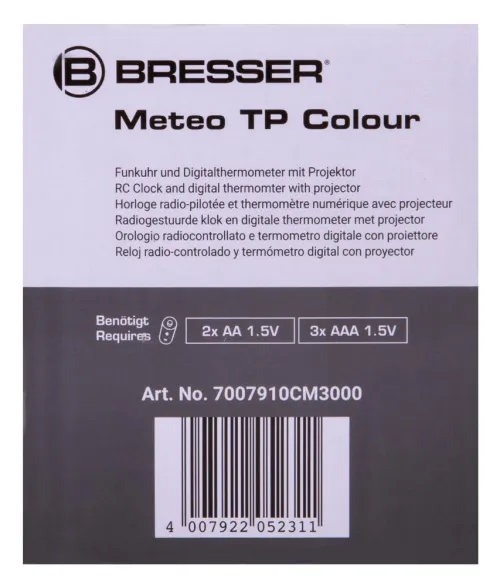 B BRESSER®
Meteo TP Colour
Funkuhr und Digitalthermometer mit Projektor
RC Clock and digital thermomter with projector
Horloge radio-pilotée et thermomètre numérique avec projecteur
Radiogestuurde klok en digitale thermometer met projector
Orologio radiocontrollato e termometro digitale con proiettore
Reloj radio-controlado y termómetro digital con proyector
Benötigt
Requires
2x AA 1.5V
3x AAA 1.5V
Art. No. 7007910CM3000
4 007922 052311